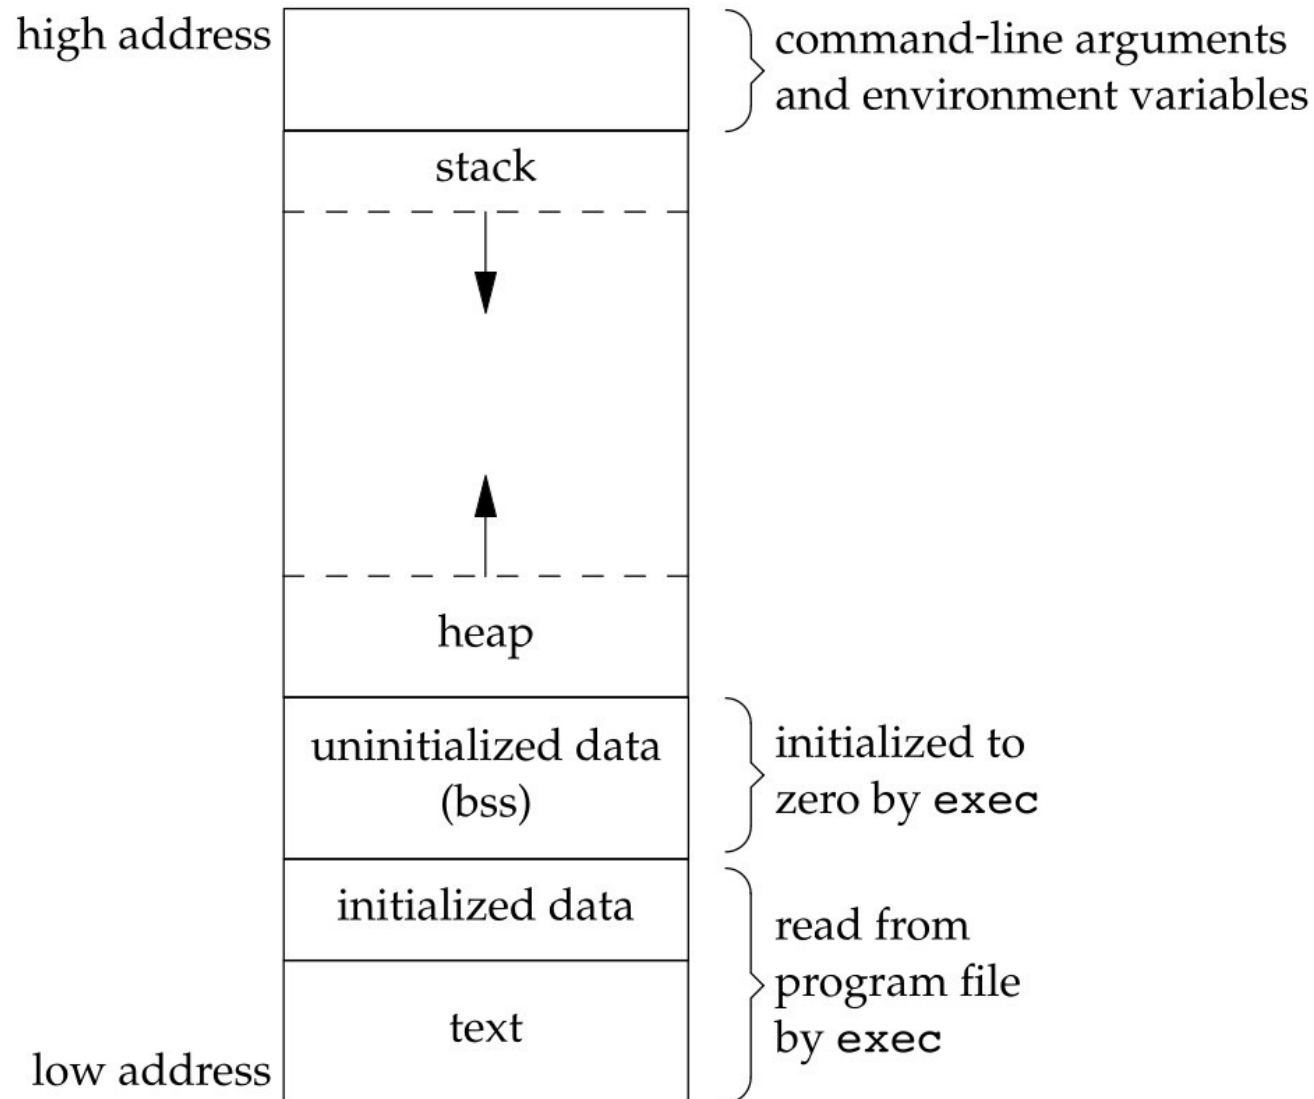 high address
command-line arguments
and environment variables
stack
heap
uninitialized data
(bss)
initialized to
zero by exec
initialized data
read from
program file
by exec
text
low address